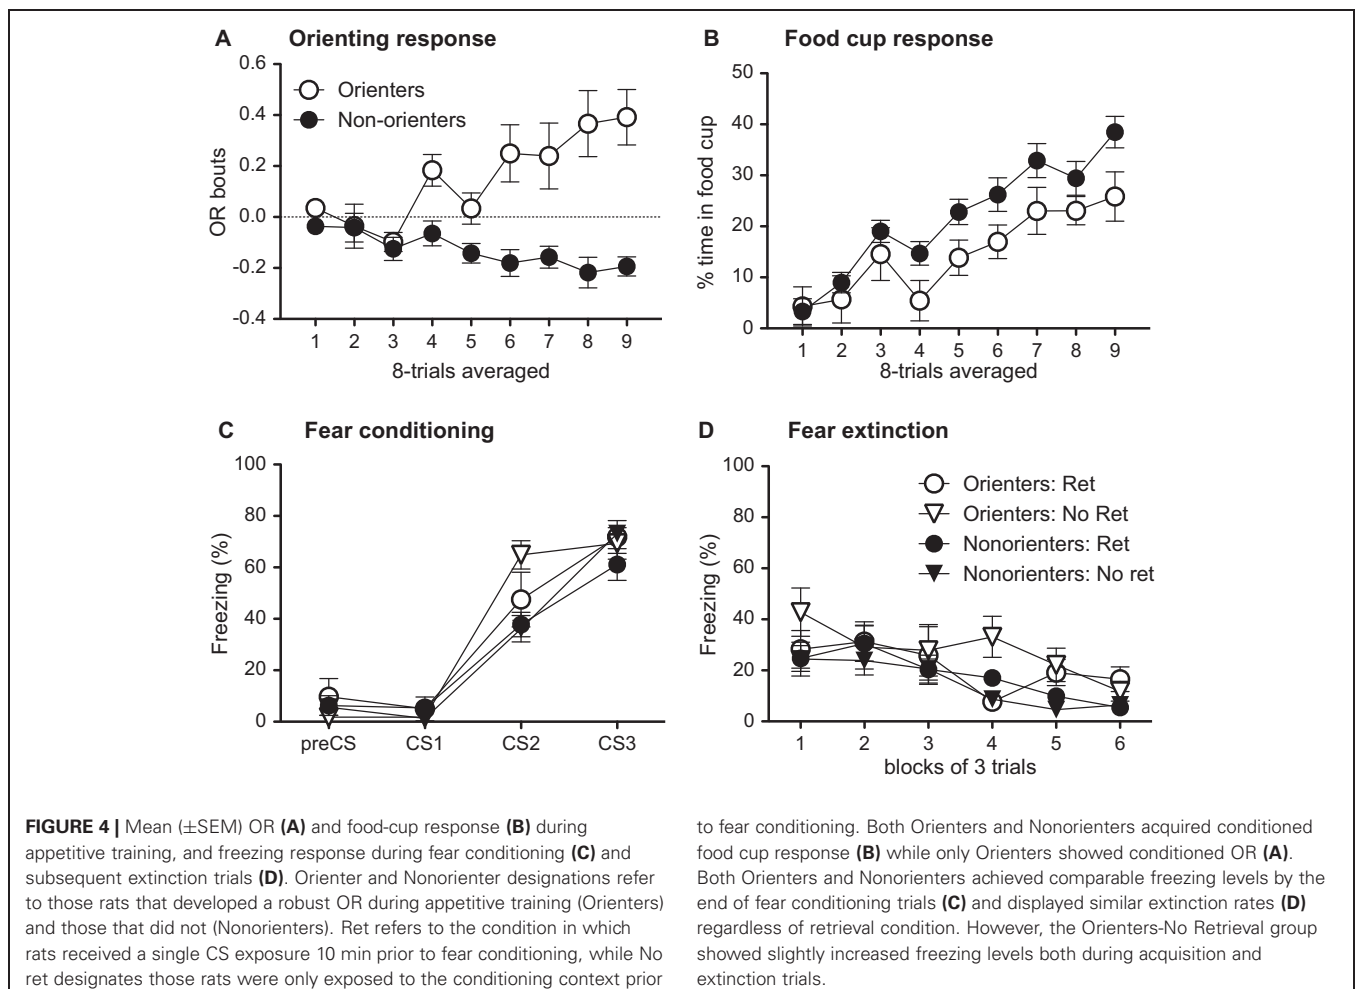 A Orienting response
0.6
0.4
0.2
0.0
-0.2
-0.4
OR bouts
Orienters
Non-orienters
1 2 3 4 5 6 7 8 9
8-trials averaged
B Food cup response
50
40
30
20
10
0
% time in food cup
1 2 3 4 5 6 7 8 9
8-trials averaged
C Fear conditioning
100
80
60
40
20
0
Freezing (%)
preCS CS1 CS2 CS3
D Fear extinction
100
80
60
40
20
0
Freezing (%)
Orienters: Ret
Orienters: No Ret
Nonorienters: Ret
Nonorienters: No ret
1 2 3 4 5 6
blocks of 3 trials
FIGURE 4 | Mean (±SEM) OR (A) and food-cup response (B) during
appetitive training, and freezing response during fear conditioning (C) and
subsequent extinction trials (D). Orienter and Nonorienter designations refer
to those rats that developed a robust OR during appetitive training (Orienters)
and those that did not (Nonorienters). Ret refers to the condition in which
rats received a single CS exposure 10 min prior to fear conditioning, while No
ret designates those rats were only exposed to the conditioning context prior
to fear conditioning. Both Orienters and Nonorienters acquired conditioned
food cup response (B) while only Orienters showed conditioned OR (A).
Both Orienters and Nonorienters achieved comparable freezing levels by the
end of fear conditioning trials (C) and displayed similar extinction rates (D)
regardless of retrieval condition. However, the Orienters-No Retrieval group
showed slightly increased freezing levels both during acquisition and
extinction trials.